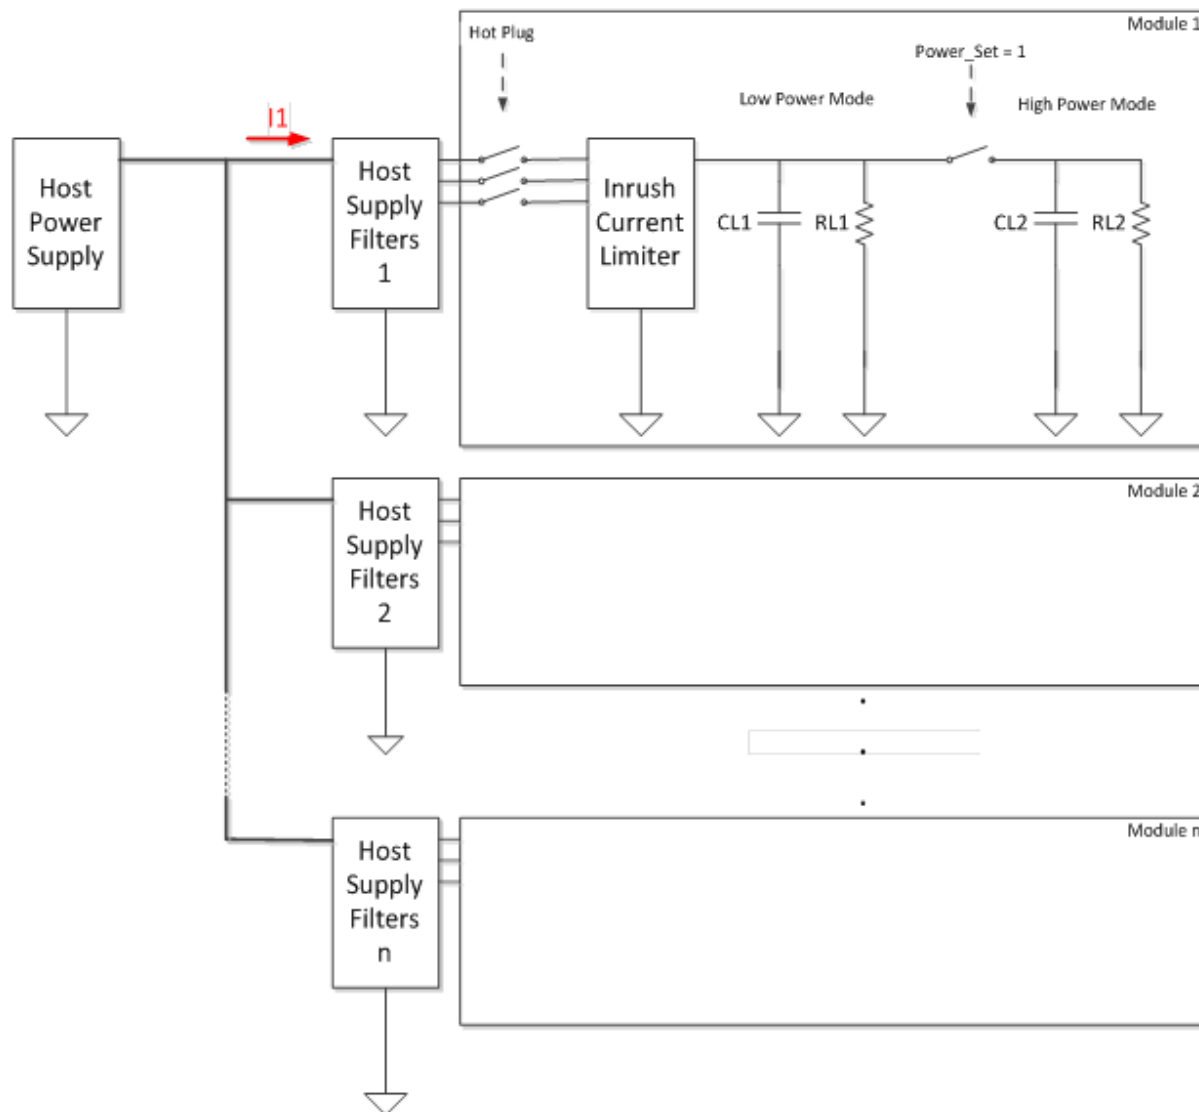 Module 1
Hot Plug
Power_Set = 1
Low Power Mode
High Power Mode
I1
Host
Power
Supply
Host
Supply
Filters
1
Inrush
Current
Limiter
CL1
RL1
CL2
RL2
Module 2
Host
Supply
Filters
2
Module n
Host
Supply
Filters
n